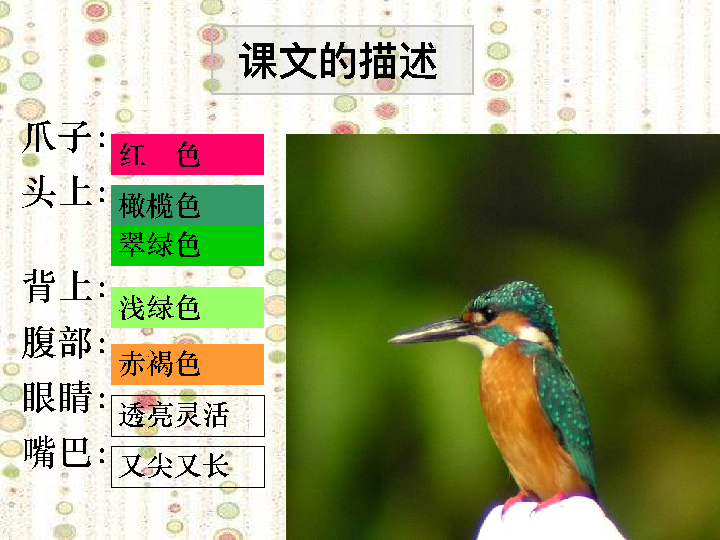 课文的描述
爪子:
红 色
头上:
橄榄色
翠绿色
背上:
浅绿色
腹部:
赤褐色
眼睛:
透亮灵活
嘴巴:
又尖又长